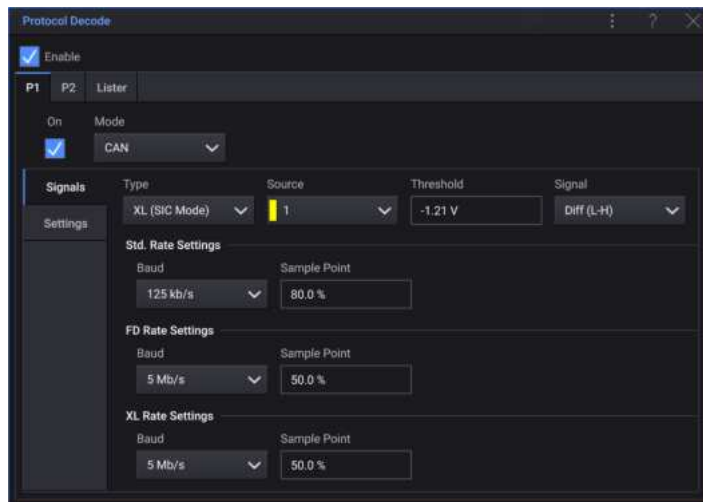 Protocol Decode
Enable
P1 P2 Lister
On Mode
CAN
Signals
Settings
Type Source Threshold Signal
XL (SIC Mode) 1 -1.21 V Diff (L-H)
Std. Rate Settings
Baud Sample Point
125 kb/s 80.0 %
FD Rate Settings
Baud Sample Point
5 Mb/s 50.0 %
XL Rate Settings
Baud Sample Point
5 Mb/s 50.0 %